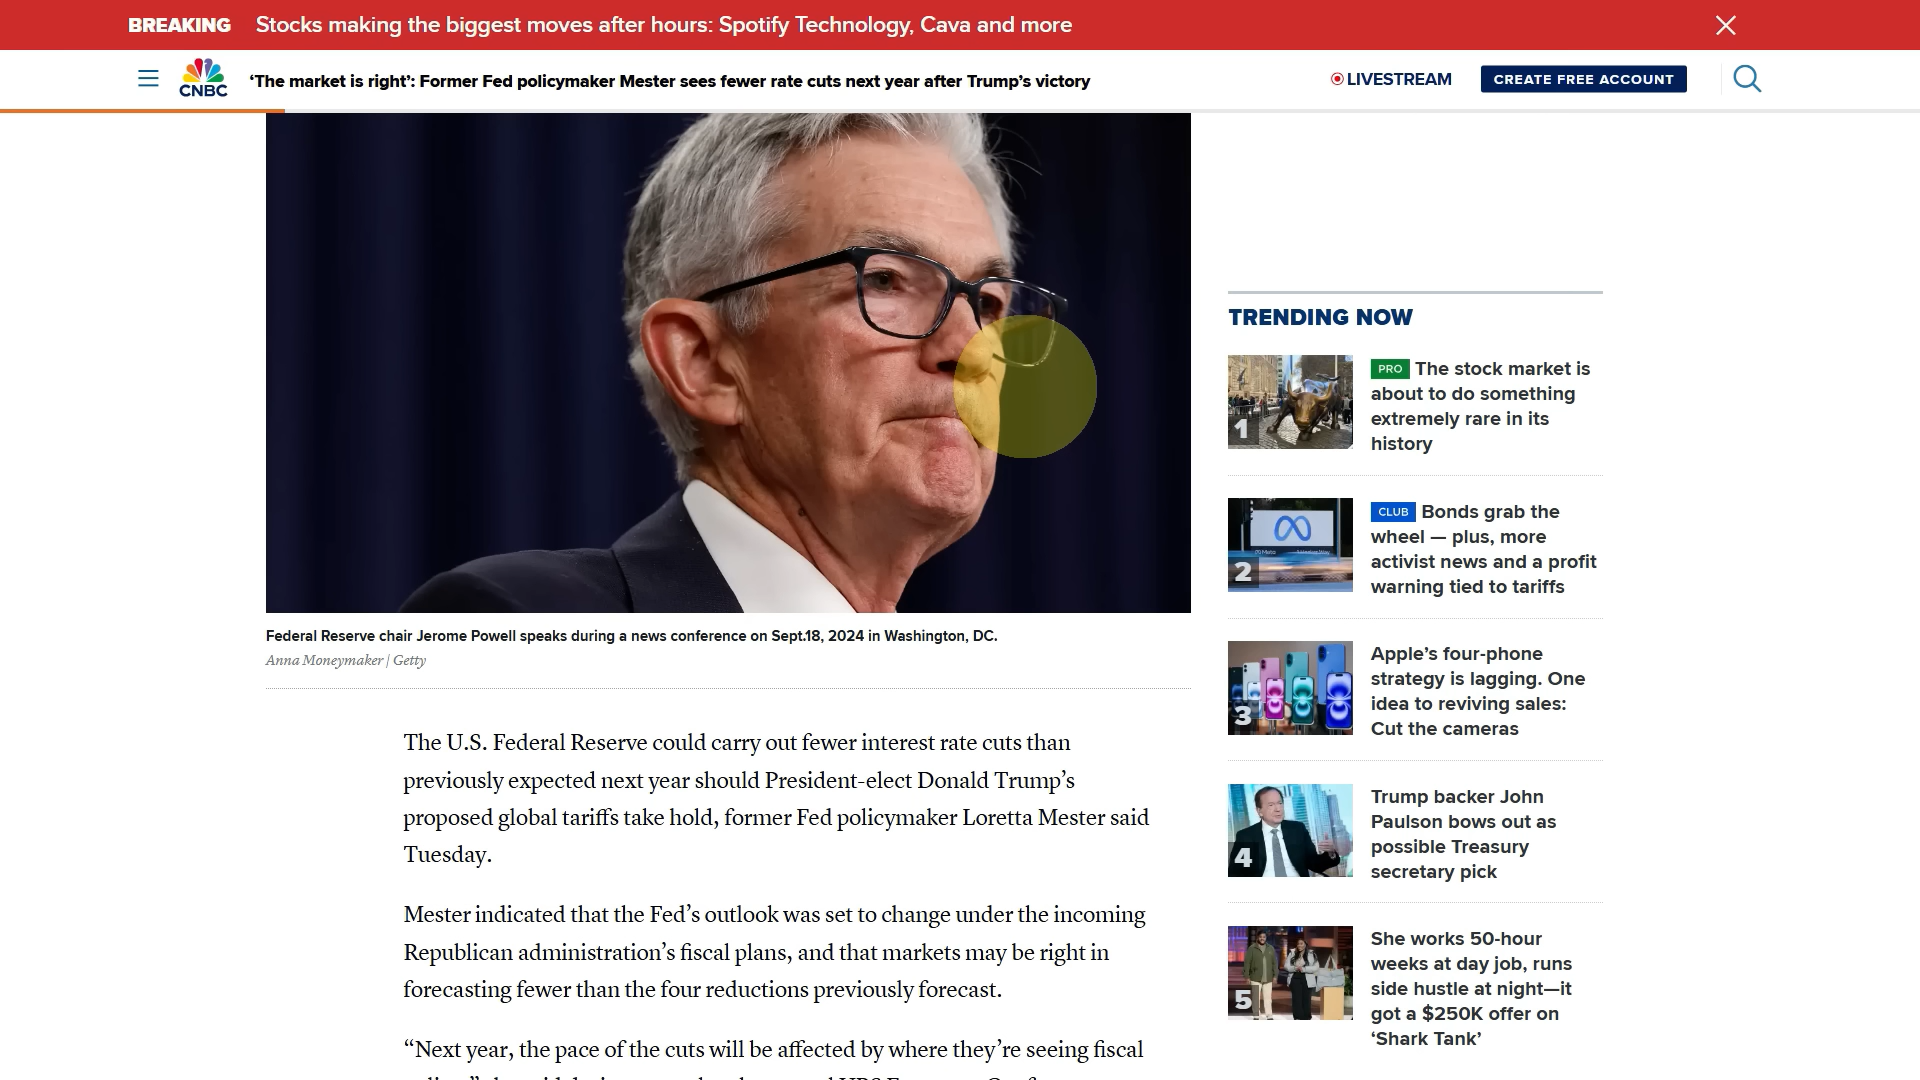 BREAKING Stocks making the biggest moves after hours: Spotify Technology, Cava and more
CNBC
‘The market is right’: Former Fed policymaker Mester sees fewer rate cuts next year after Trump’s victory
LIVESTREAM
CREATE FREE ACCOUNT
Federal Reserve chair Jerome Powell speaks during a news conference on Sept.18, 2024 in Washington, DC.
Anna Moneymaker | Getty
The U.S. Federal Reserve could carry out fewer interest rate cuts than
previously expected next year should President-elect Donald Trump’s
proposed global tariffs take hold, former Fed policymaker Loretta Mester said
Tuesday.
Mester indicated that the Fed’s outlook was set to change under the incoming
Republican administration’s fiscal plans, and that markets may be right in
forecasting fewer than the four reductions previously forecast.
“Next year, the pace of the cuts will be affected by where they’re seeing fiscal
TRENDING NOW
1
PRO The stock market is
about to do something
extremely rare in its
history
2
CLUB Bonds grab the
wheel — plus, more
activist news and a profit
warning tied to tariffs
3
Apple’s four-phone
strategy is lagging. One
idea to reviving sales:
Cut the cameras
4
Trump backer John
Paulson bows out as
possible Treasury
secretary pick
5
She works 50-hour
weeks at day job, runs
side hustle at night—it
got a $250K offer on
‘Shark Tank’